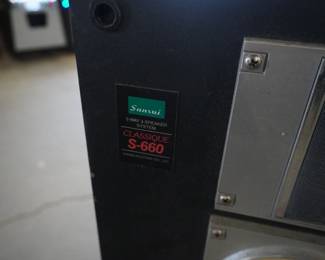 Sansui
3-WAY 3-SPEAKER
SYSTEM
CLASSIQUE
S-660